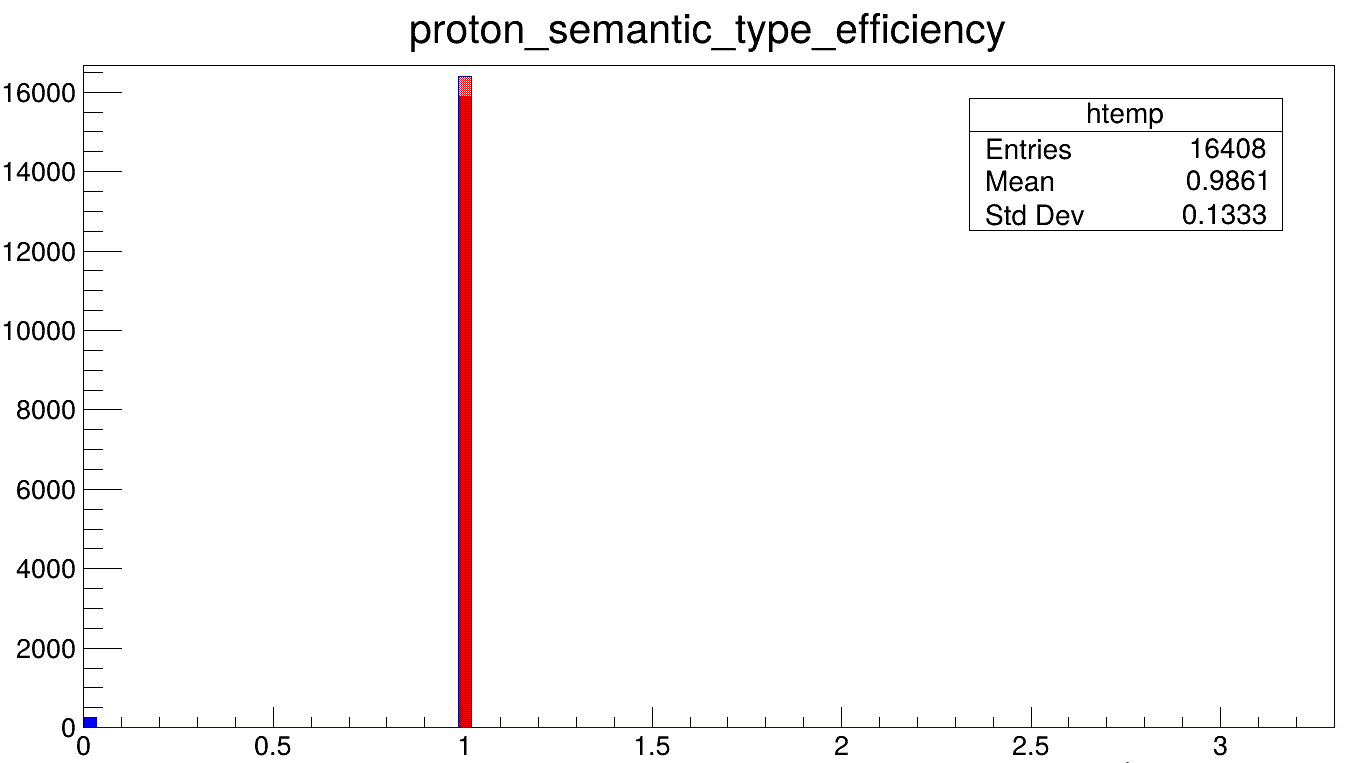 proton_semantic_type_efficiency
16000
14000
12000
10000
8000
6000
4000
2000
0
htemp
Entries 16408
Mean 0.9861
Std Dev 0.1333
0 0.5 1 1.5 2 2.5 3